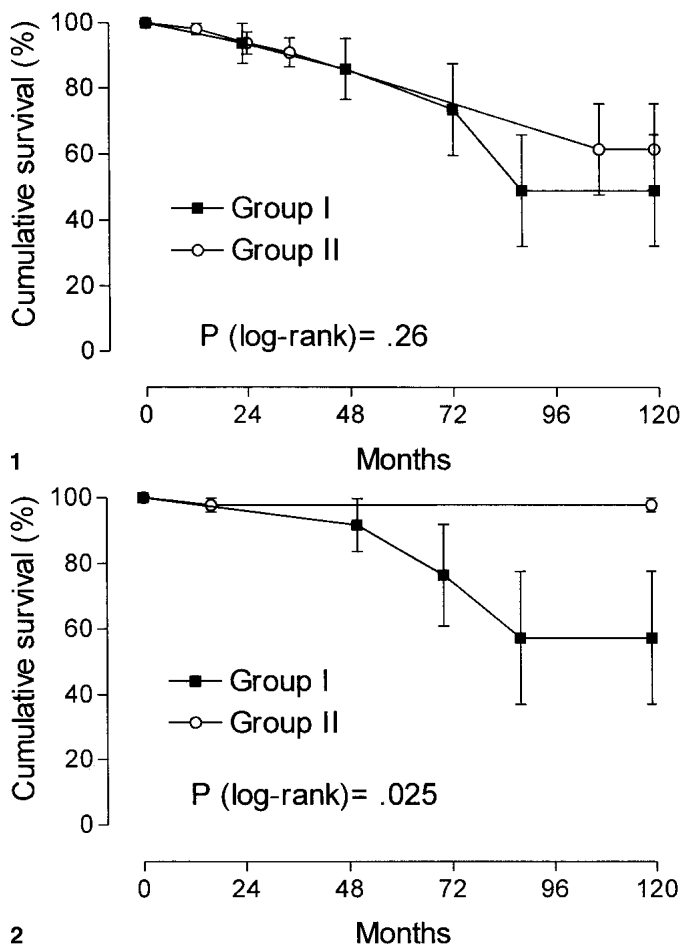 Cumulative survival (%)
100
80
60
40
20
0
Group I
Group II
P (log-rank)= .26
0 24 48 72 96 120
Months
1
Cumulative survival (%)
100
80
60
40
20
0
Group I
Group II
P (log-rank)= .025
0 24 48 72 96 120
Months
2